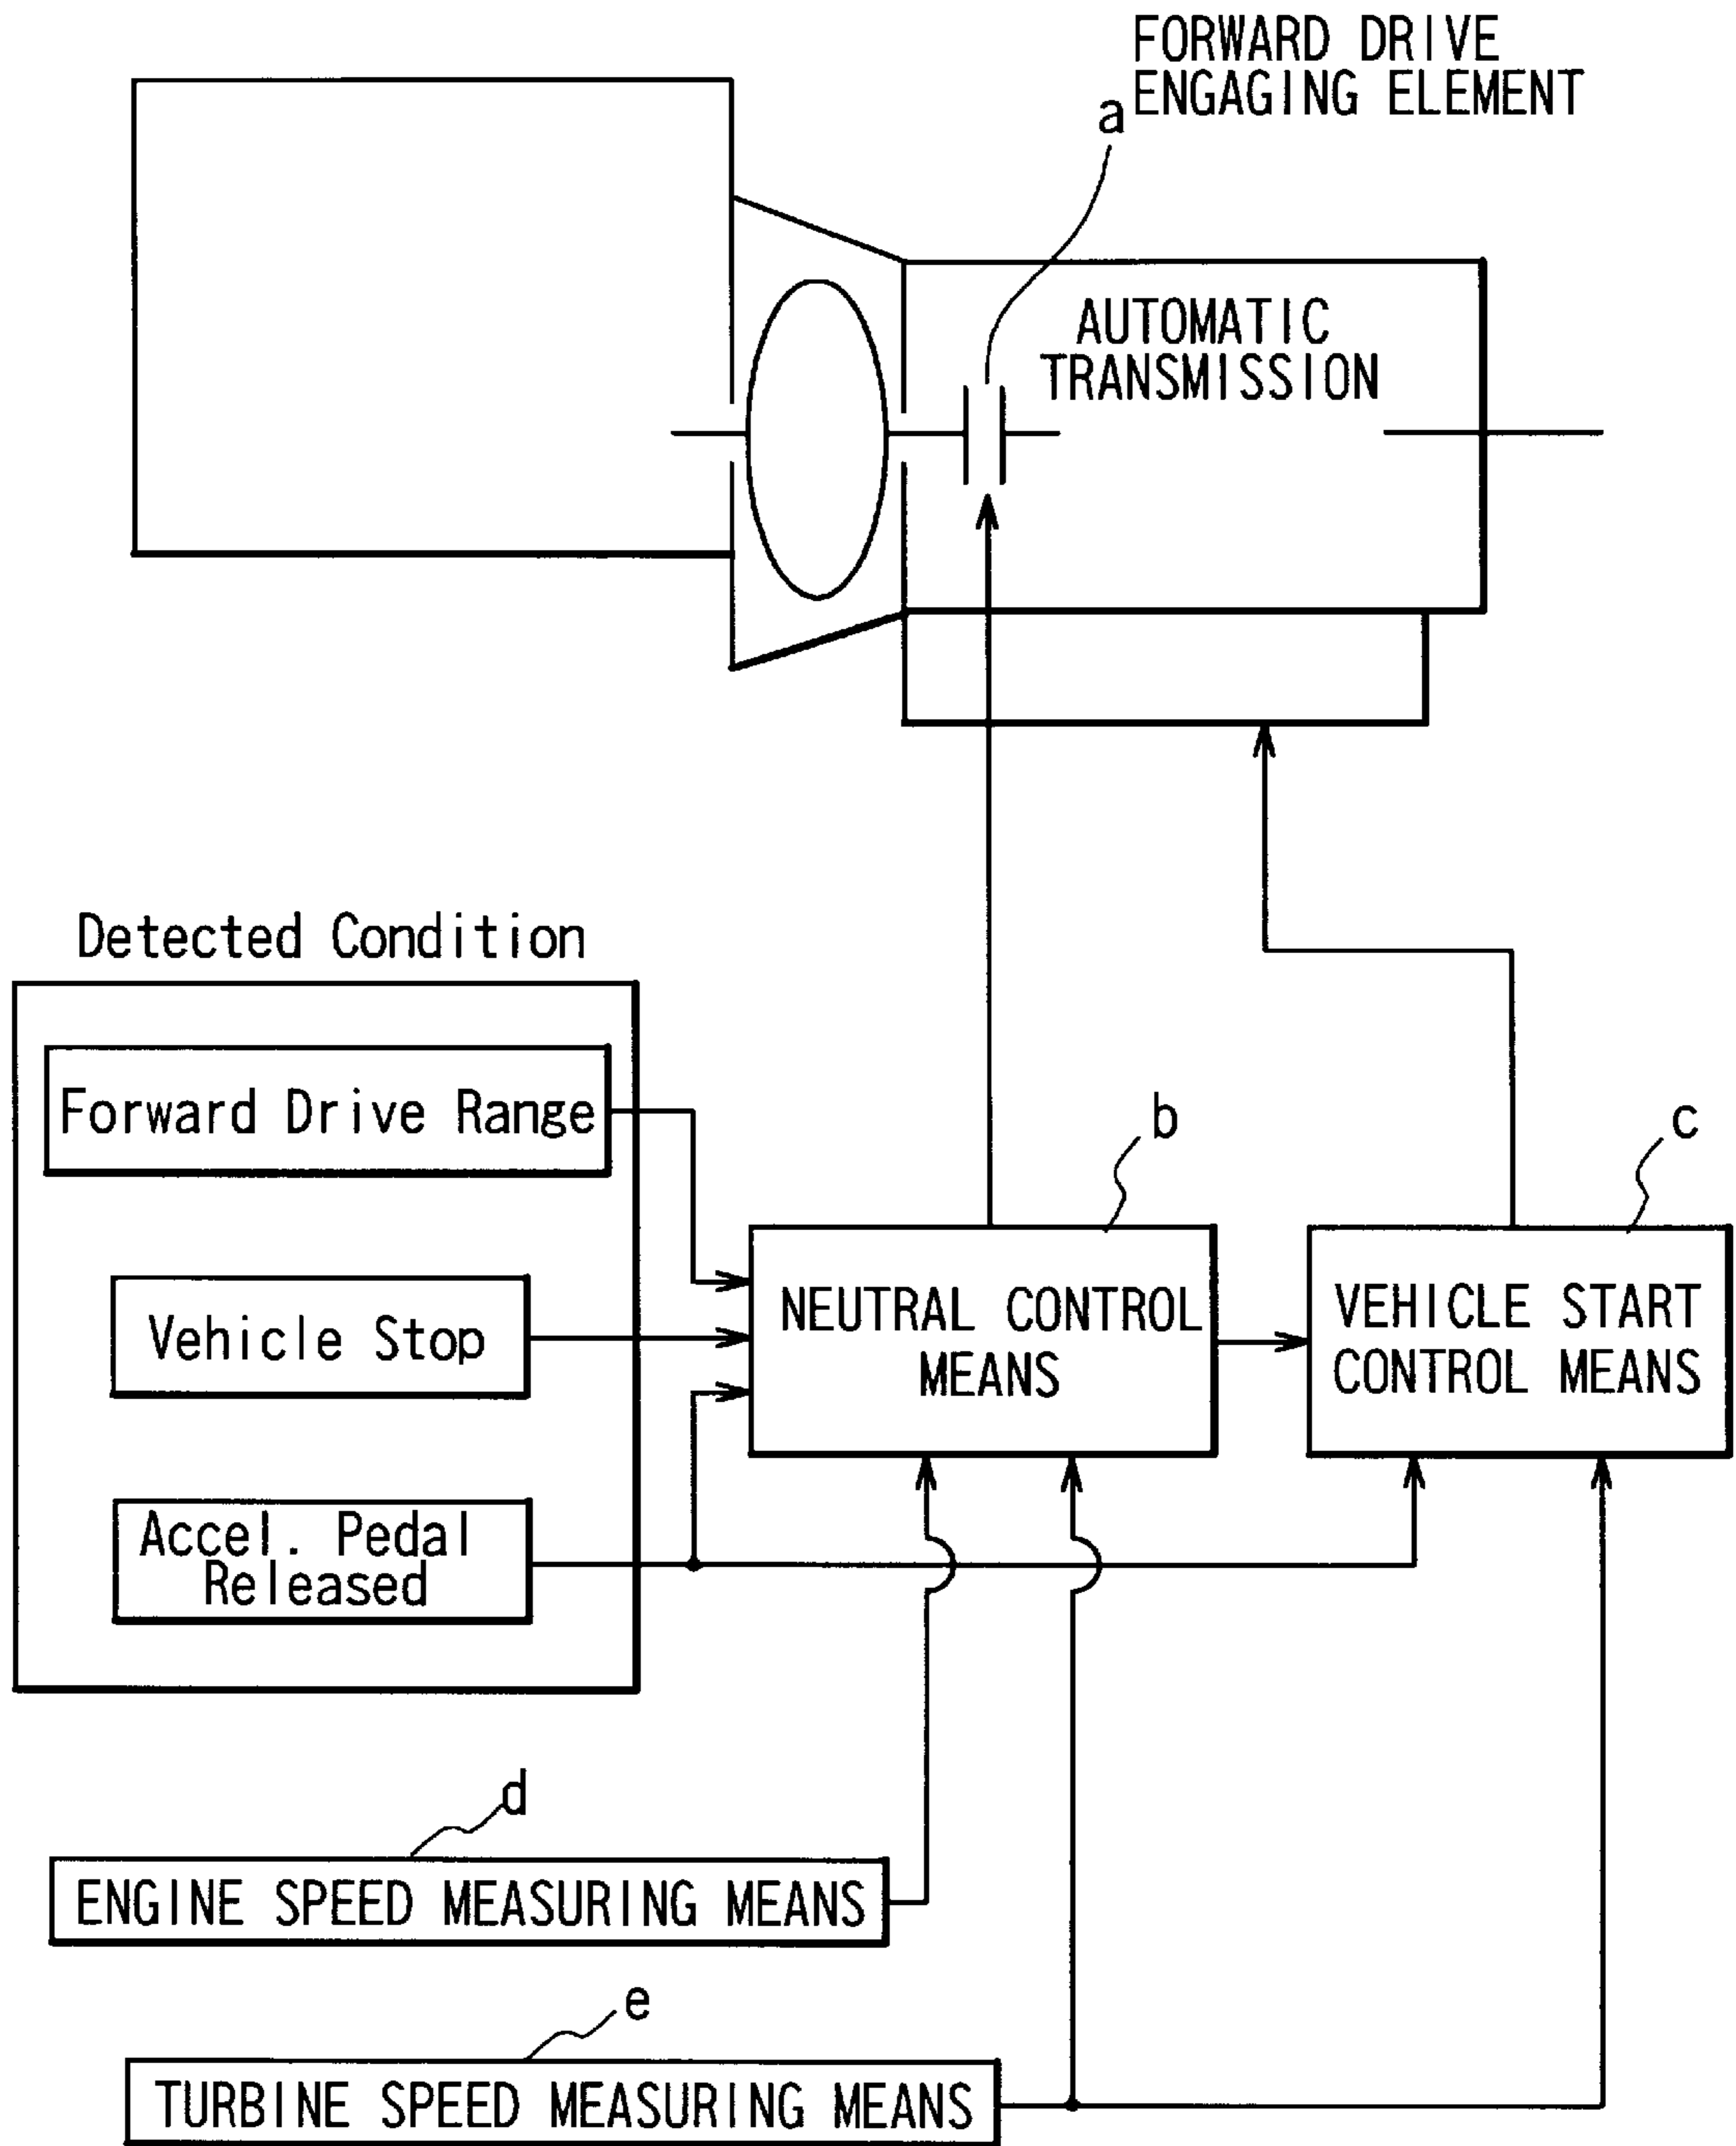 FORWARD DRIVE
ENGAGING ELEMENT
a
AUTOMATIC
TRANSMISSION
Detected Condition
Forward Drive Range
b
c
Vehicle Stop
NEUTRAL CONTROL
MEANS
VEHICLE START
CONTROL MEANS
Accel. Pedal
Released
d
ENGINE SPEED MEASURING MEANS
e
TURBINE SPEED MEASURING MEANS